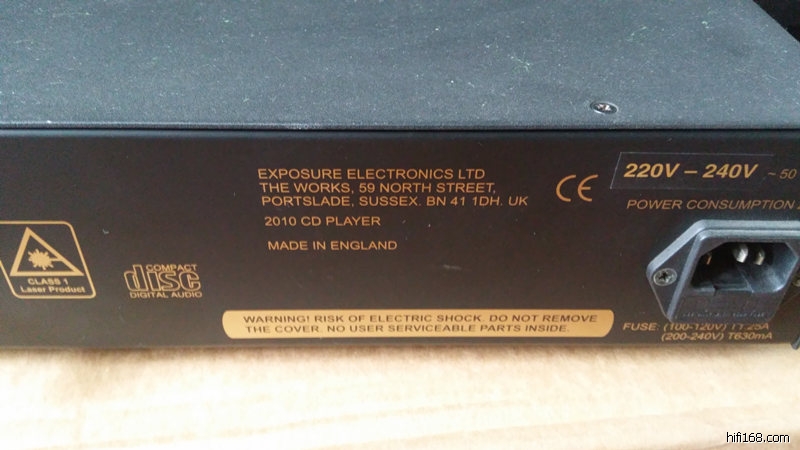 EXPOSURE ELECTRONICS LTD
THE WORKS, 59 NORTH STREET,
PORTSLADE, SUSSEX. BN 41 1DH. UK
2010 CD PLAYER
MADE IN ENGLAND
CE
220V – 240V ~ 50
POWER CONSUMPTION
CLASS 1
Laser Product
COMPACT
disc
DIGITAL AUDIO
WARNING! RISK OF ELECTRIC SHOCK. DO NOT REMOVE
THE COVER. NO USER SERVICEABLE PARTS INSIDE.
FUSE: (100-120V) T1.25A
(200-240V) T630mA
hifi168.com